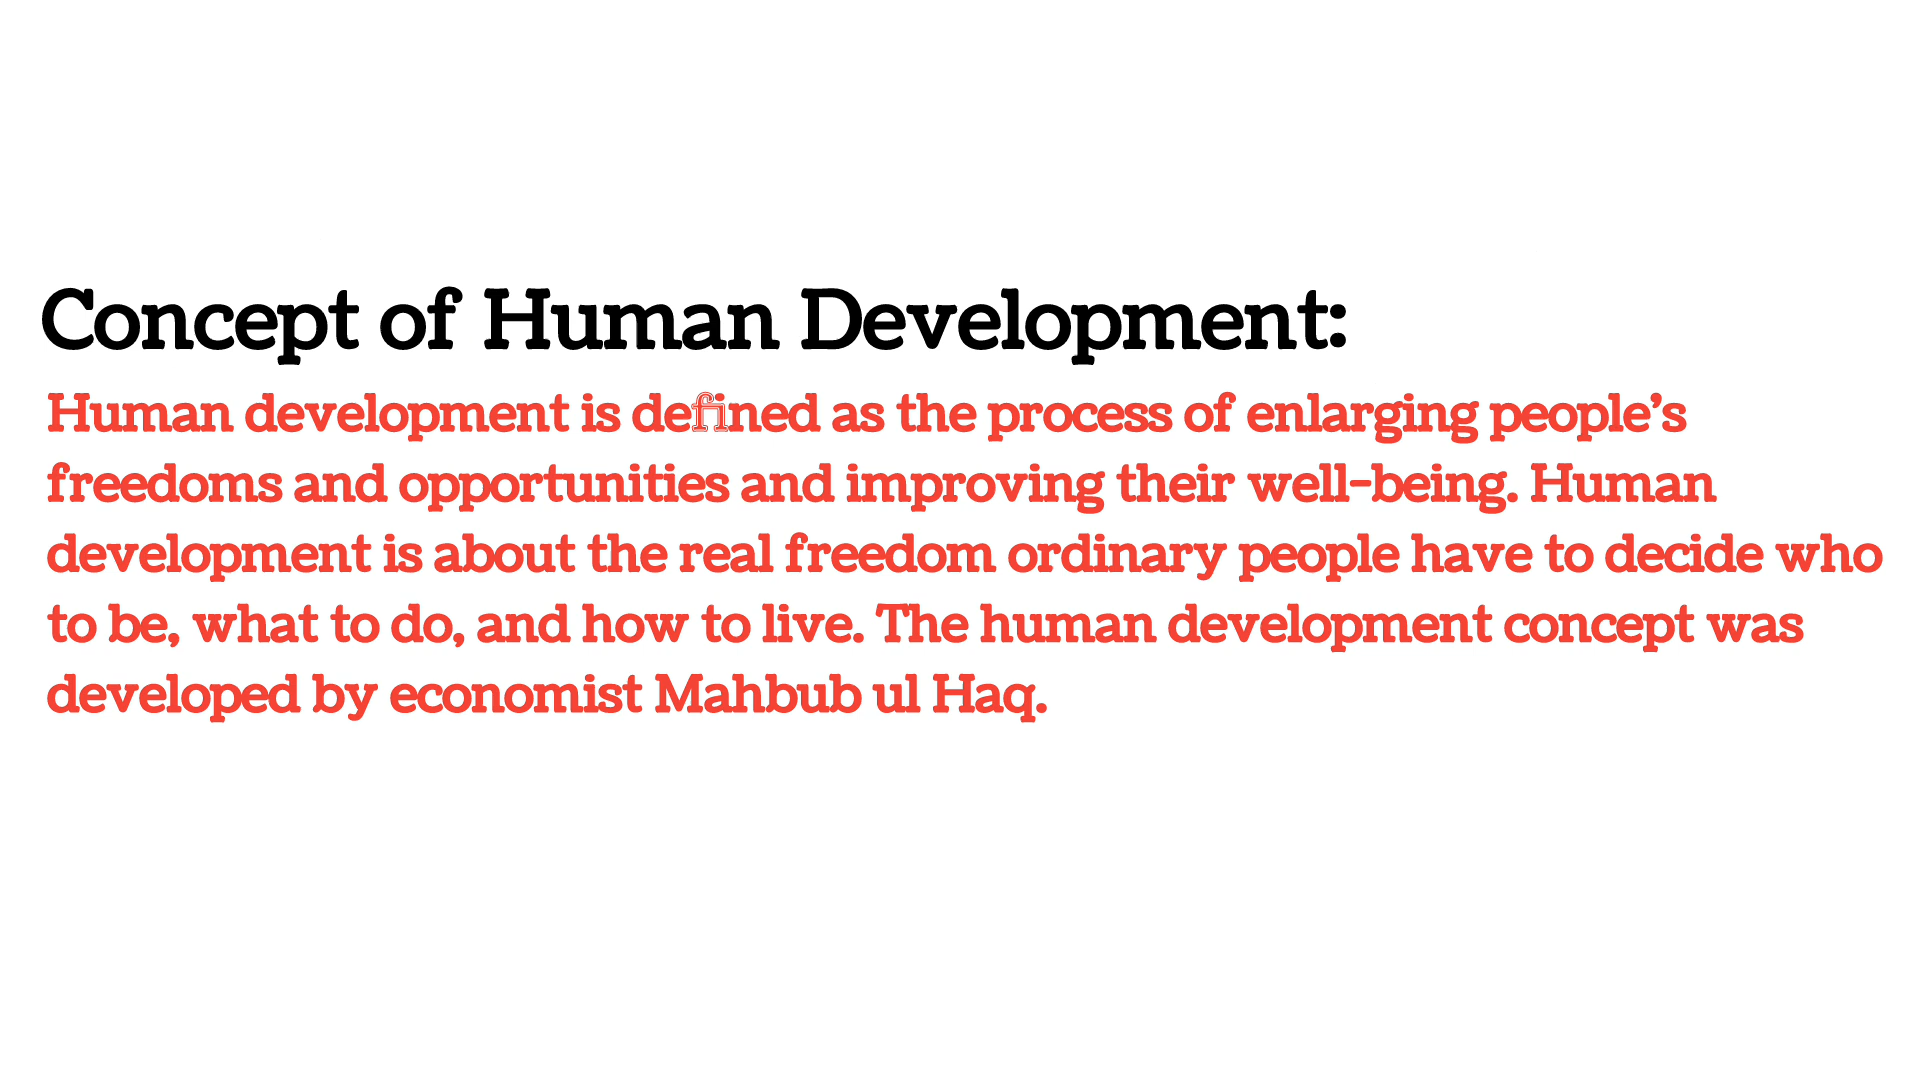 Concept of Human Development:
Human development is defined as the process of enlarging people’s
freedoms and opportunities and improving their well-being. Human
development is about the real freedom ordinary people have to decide who
to be, what to do, and how to live. The human development concept was
developed by economist Mahbub ul Haq.